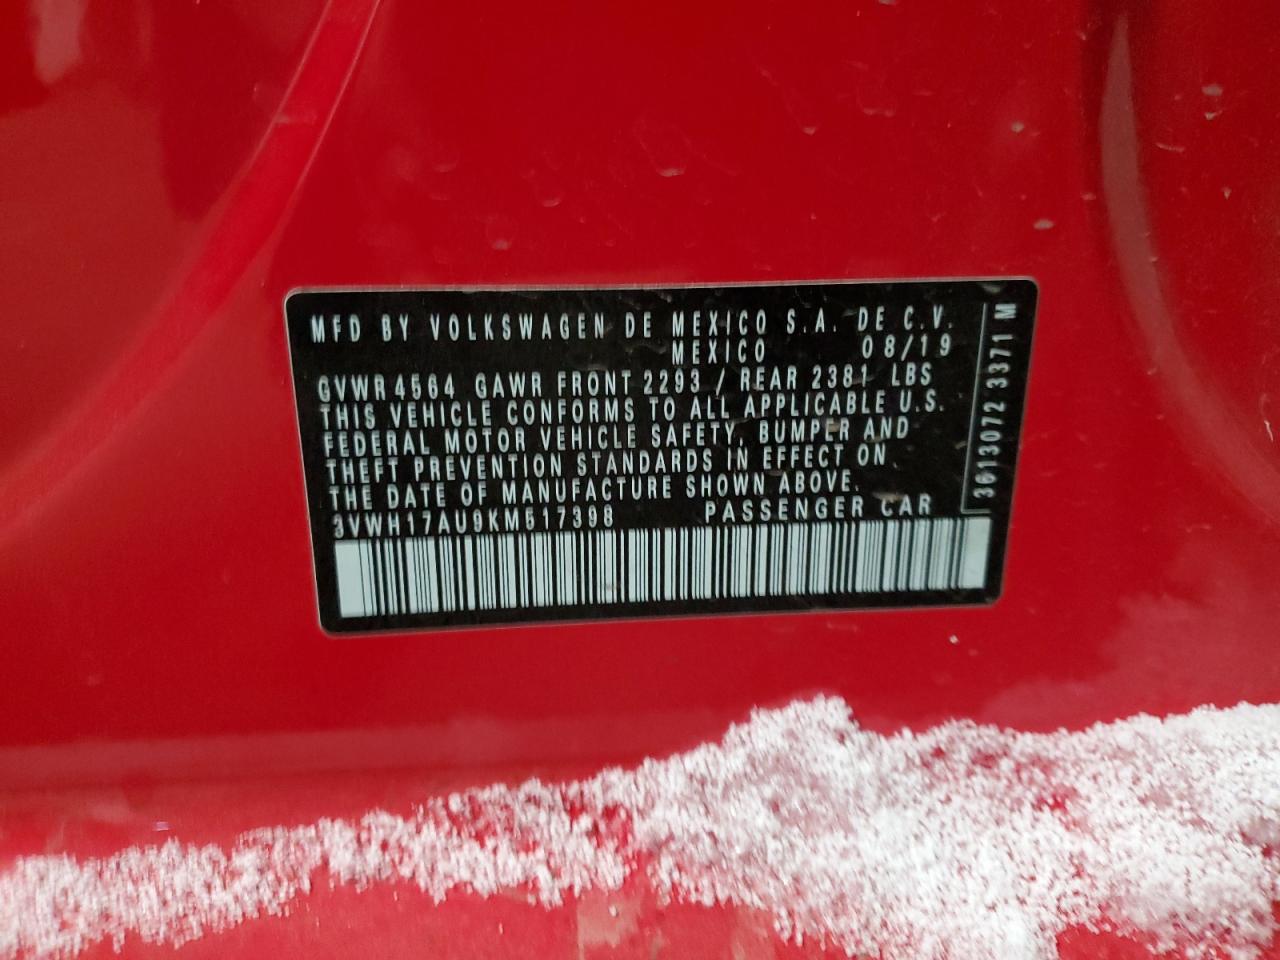 MFD BY VOLKSWAGEN DE MEXICO S.A. DE C.V.
MEXICO 08/19
GVWR 4564 GAWR FRONT 2293 / REAR 2381 LBS
THIS VEHICLE CONFORMS TO ALL APPLICABLE U.S.
FEDERAL MOTOR VEHICLE SAFETY, BUMPER AND
THEFT PREVENTION STANDARDS IN EFFECT ON
THE DATE OF MANUFACTURE SHOWN ABOVE.
3VWH17AU9KM517398 PASSENGER CAR
3613072 3371 M